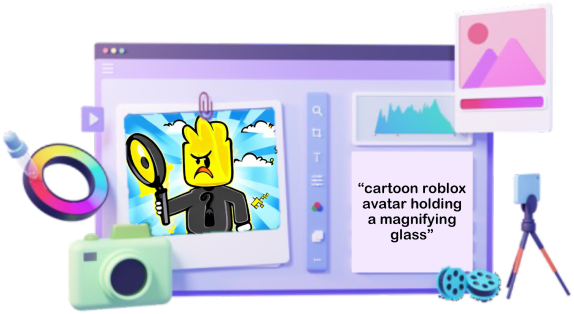 T
“cartoon roblox
avatar holding
a magnifying
glass”